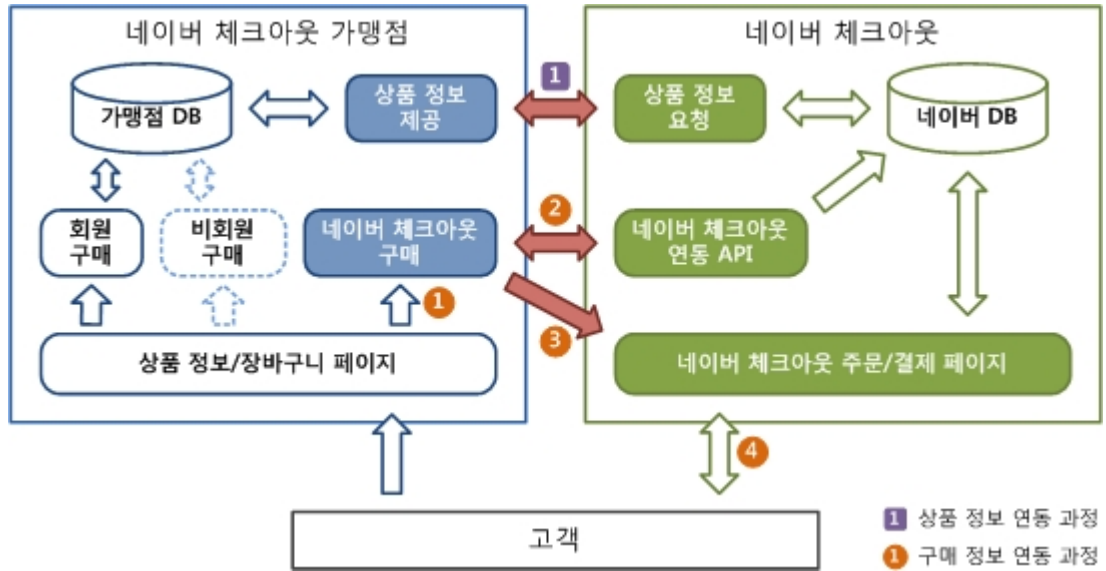 네이버 체크아웃 가맹점
네이버 체크아웃
가맹점 DB
상품 정보
제공
1
상품 정보
요청
네이버 DB
회원
구매
비회원
구매
네이버 체크아웃
구매
2
네이버 체크아웃
연동 API
1
3
상품 정보/장바구니 페이지
네이버 체크아웃 주문/결제 페이지
4
고객
1 상품 정보 연동 과정
1 구매 정보 연동 과정